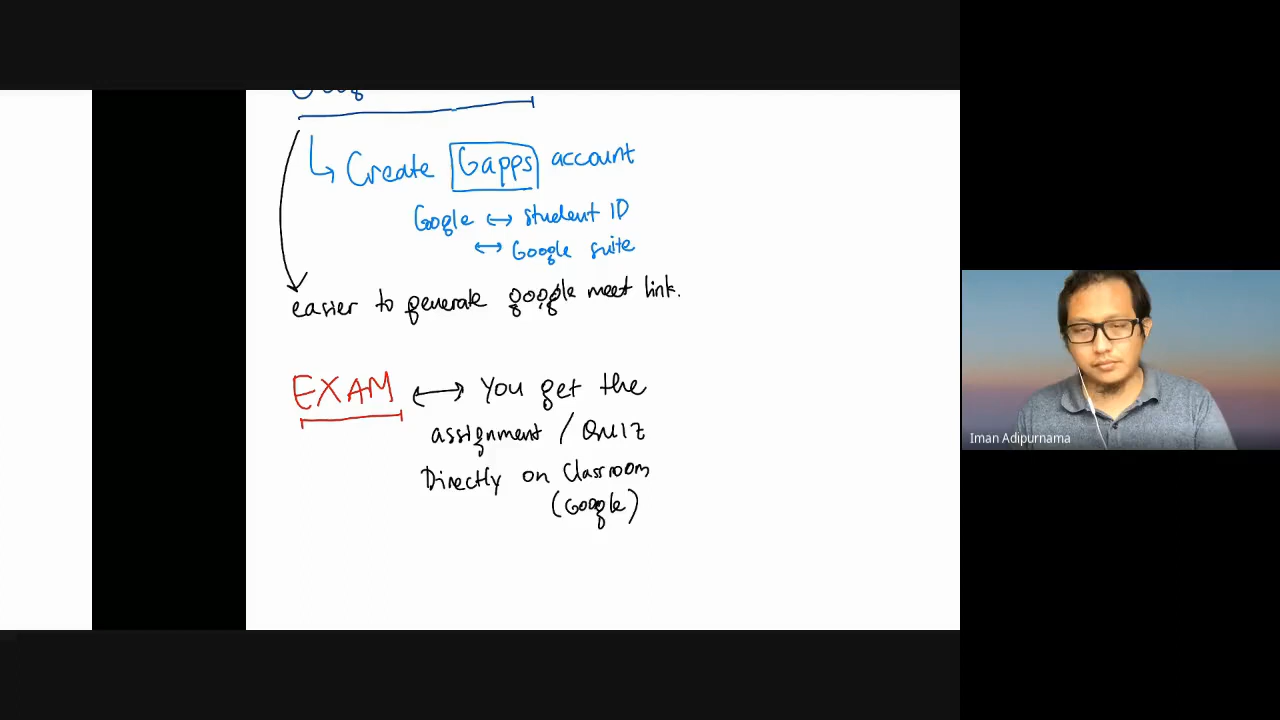 ↳ Create Gapps account
Google ↔ student ID
↔ Google suite
easier to generate google meet link.
EXAM ↔ You get the
assignment / QUIZ
Directly on Classroom
(Google)
Iman Adipurnama